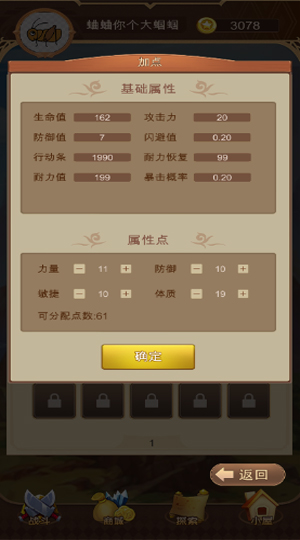 蛐蛐你个大蝈蝈 3078
加点
基础属性
生命值 162 攻击力 20
防御值 7 闪避值 0.20
行动条 1990 耐力恢复 99
耐力值 199 暴击概率 0.20
属性点
力量 － 11 ＋ 防御 － 10 ＋
敏捷 － 10 ＋ 体质 － 19 ＋
可分配点数:61
确定
1
返回
商城 探索 小屋